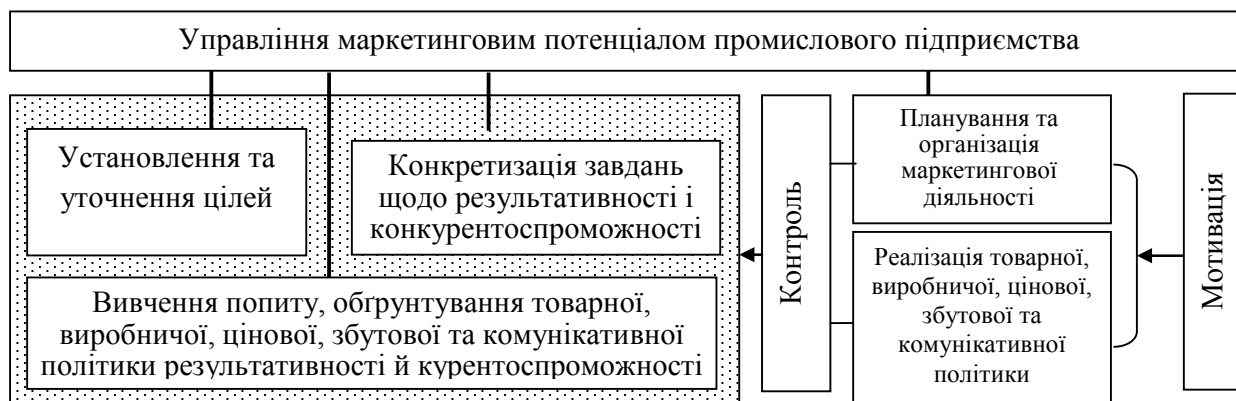 Управління маркетинговим потенціалом промислового підприємства
Установлення та
уточнення цілей
Конкретизація завдань
щодо результативності і
конкурентоспроможності
Вивчення попиту, обґрунтування товарної,
виробничої, цінової, збутової та комунікативної
політики результативності й курентоспроможності
Контроль
Планування та
організація
маркетингової
діяльності
Реалізація товарної,
виробничої, цінової,
збутової та
комунікативної
політики
Мотивація